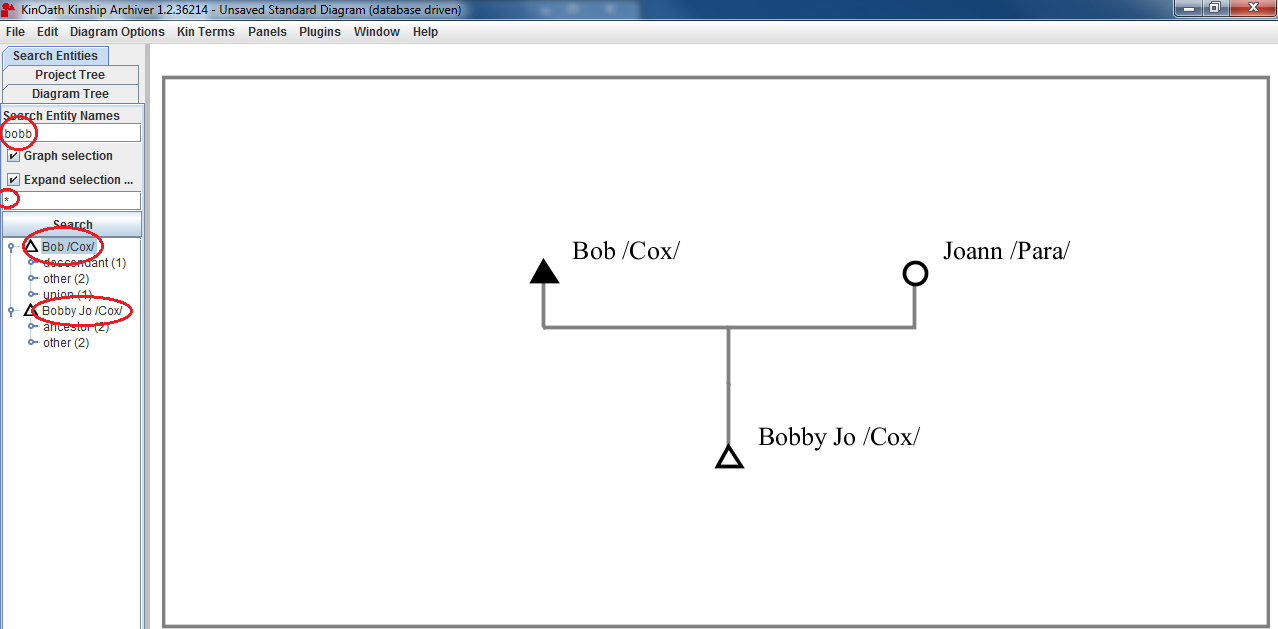 KinOath Kinship Archiver 1.2.36214 - Unsaved Standard Diagram (database driven)
File Edit Diagram Options Kin Terms Panels Plugins Window Help
Search Entities
Project Tree
Diagram Tree
Search Entity Names
bobb
Graph selection
Expand selection ...
*
Search
Bob /Cox/
descendant (1)
other (2)
union (1)
Bobby Jo /Cox/
ancestor (2)
other (2)
Bob /Cox/
Joann /Para/
Bobby Jo /Cox/